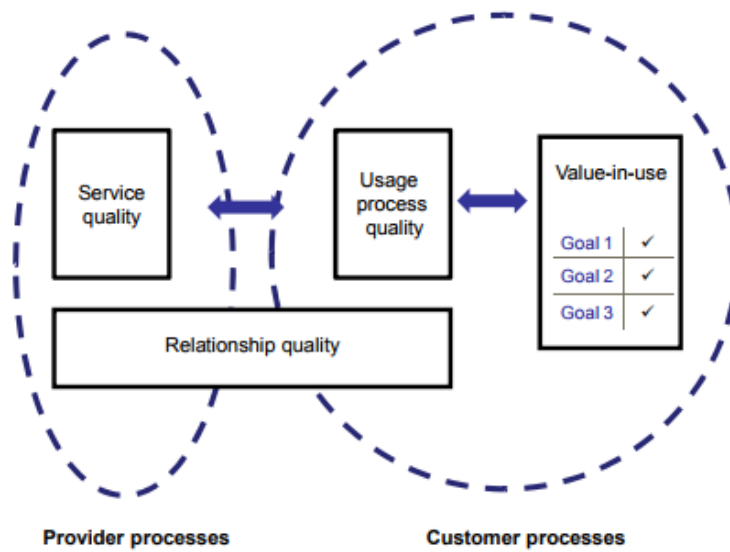 Service
quality
Usage
process
quality
Value-in-use
Goal 1 ✓
Goal 2 ✓
Goal 3 ✓
Relationship quality
Provider processes
Customer processes